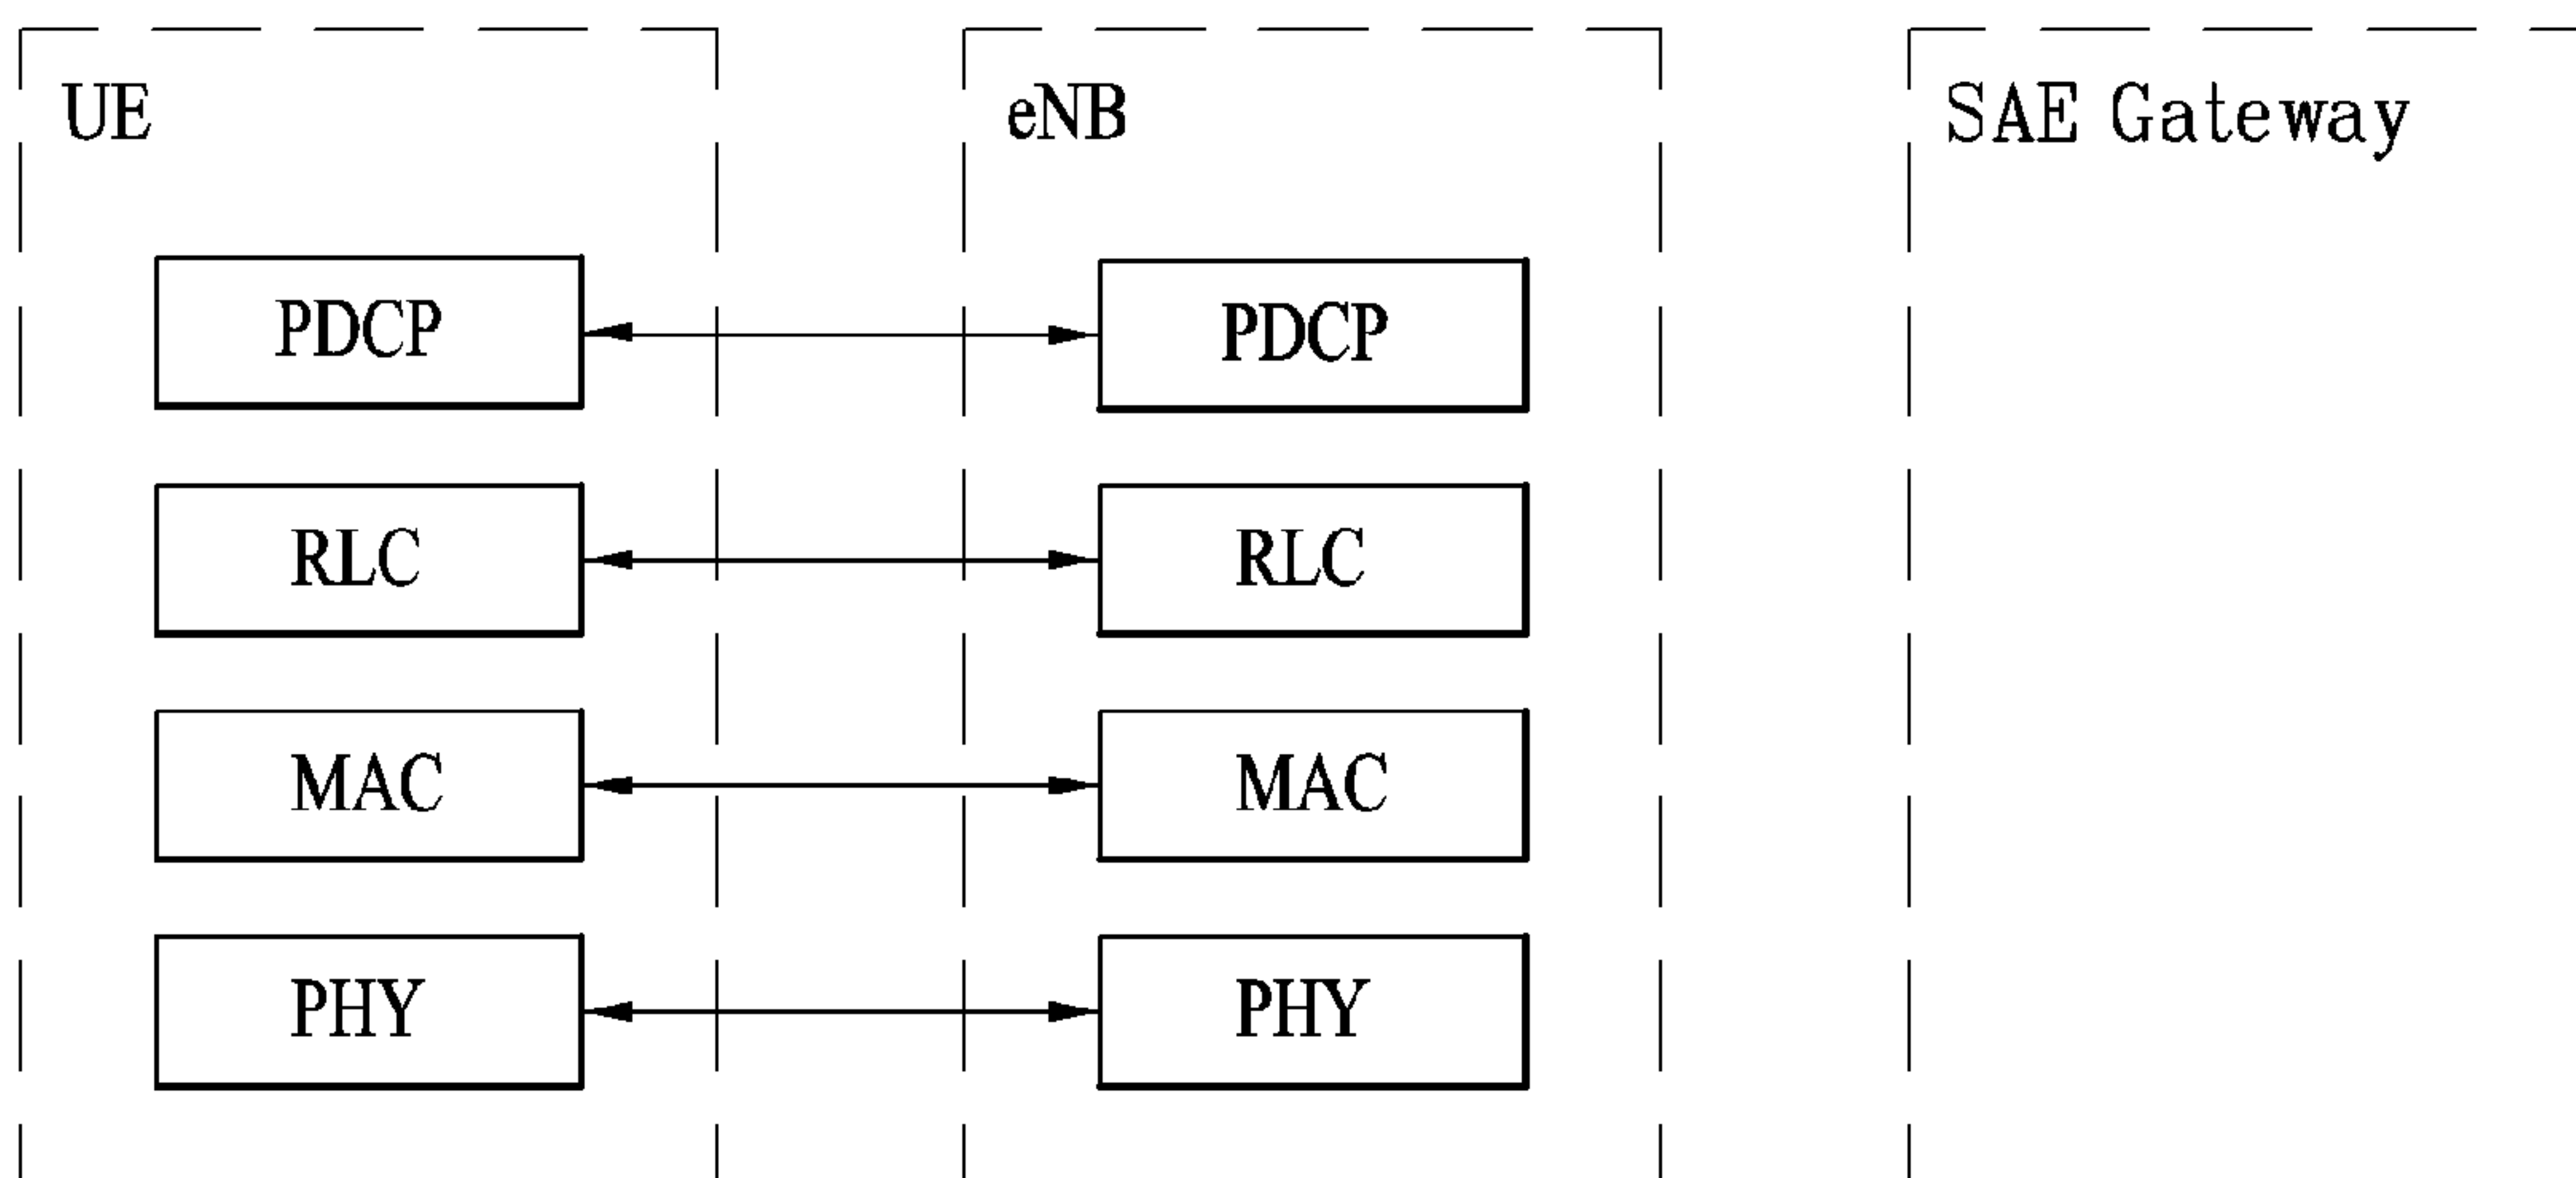 UE
eNB
SAE Gateway
PDCP
PDCP
RLC
RLC
MAC
MAC
PHY
PHY